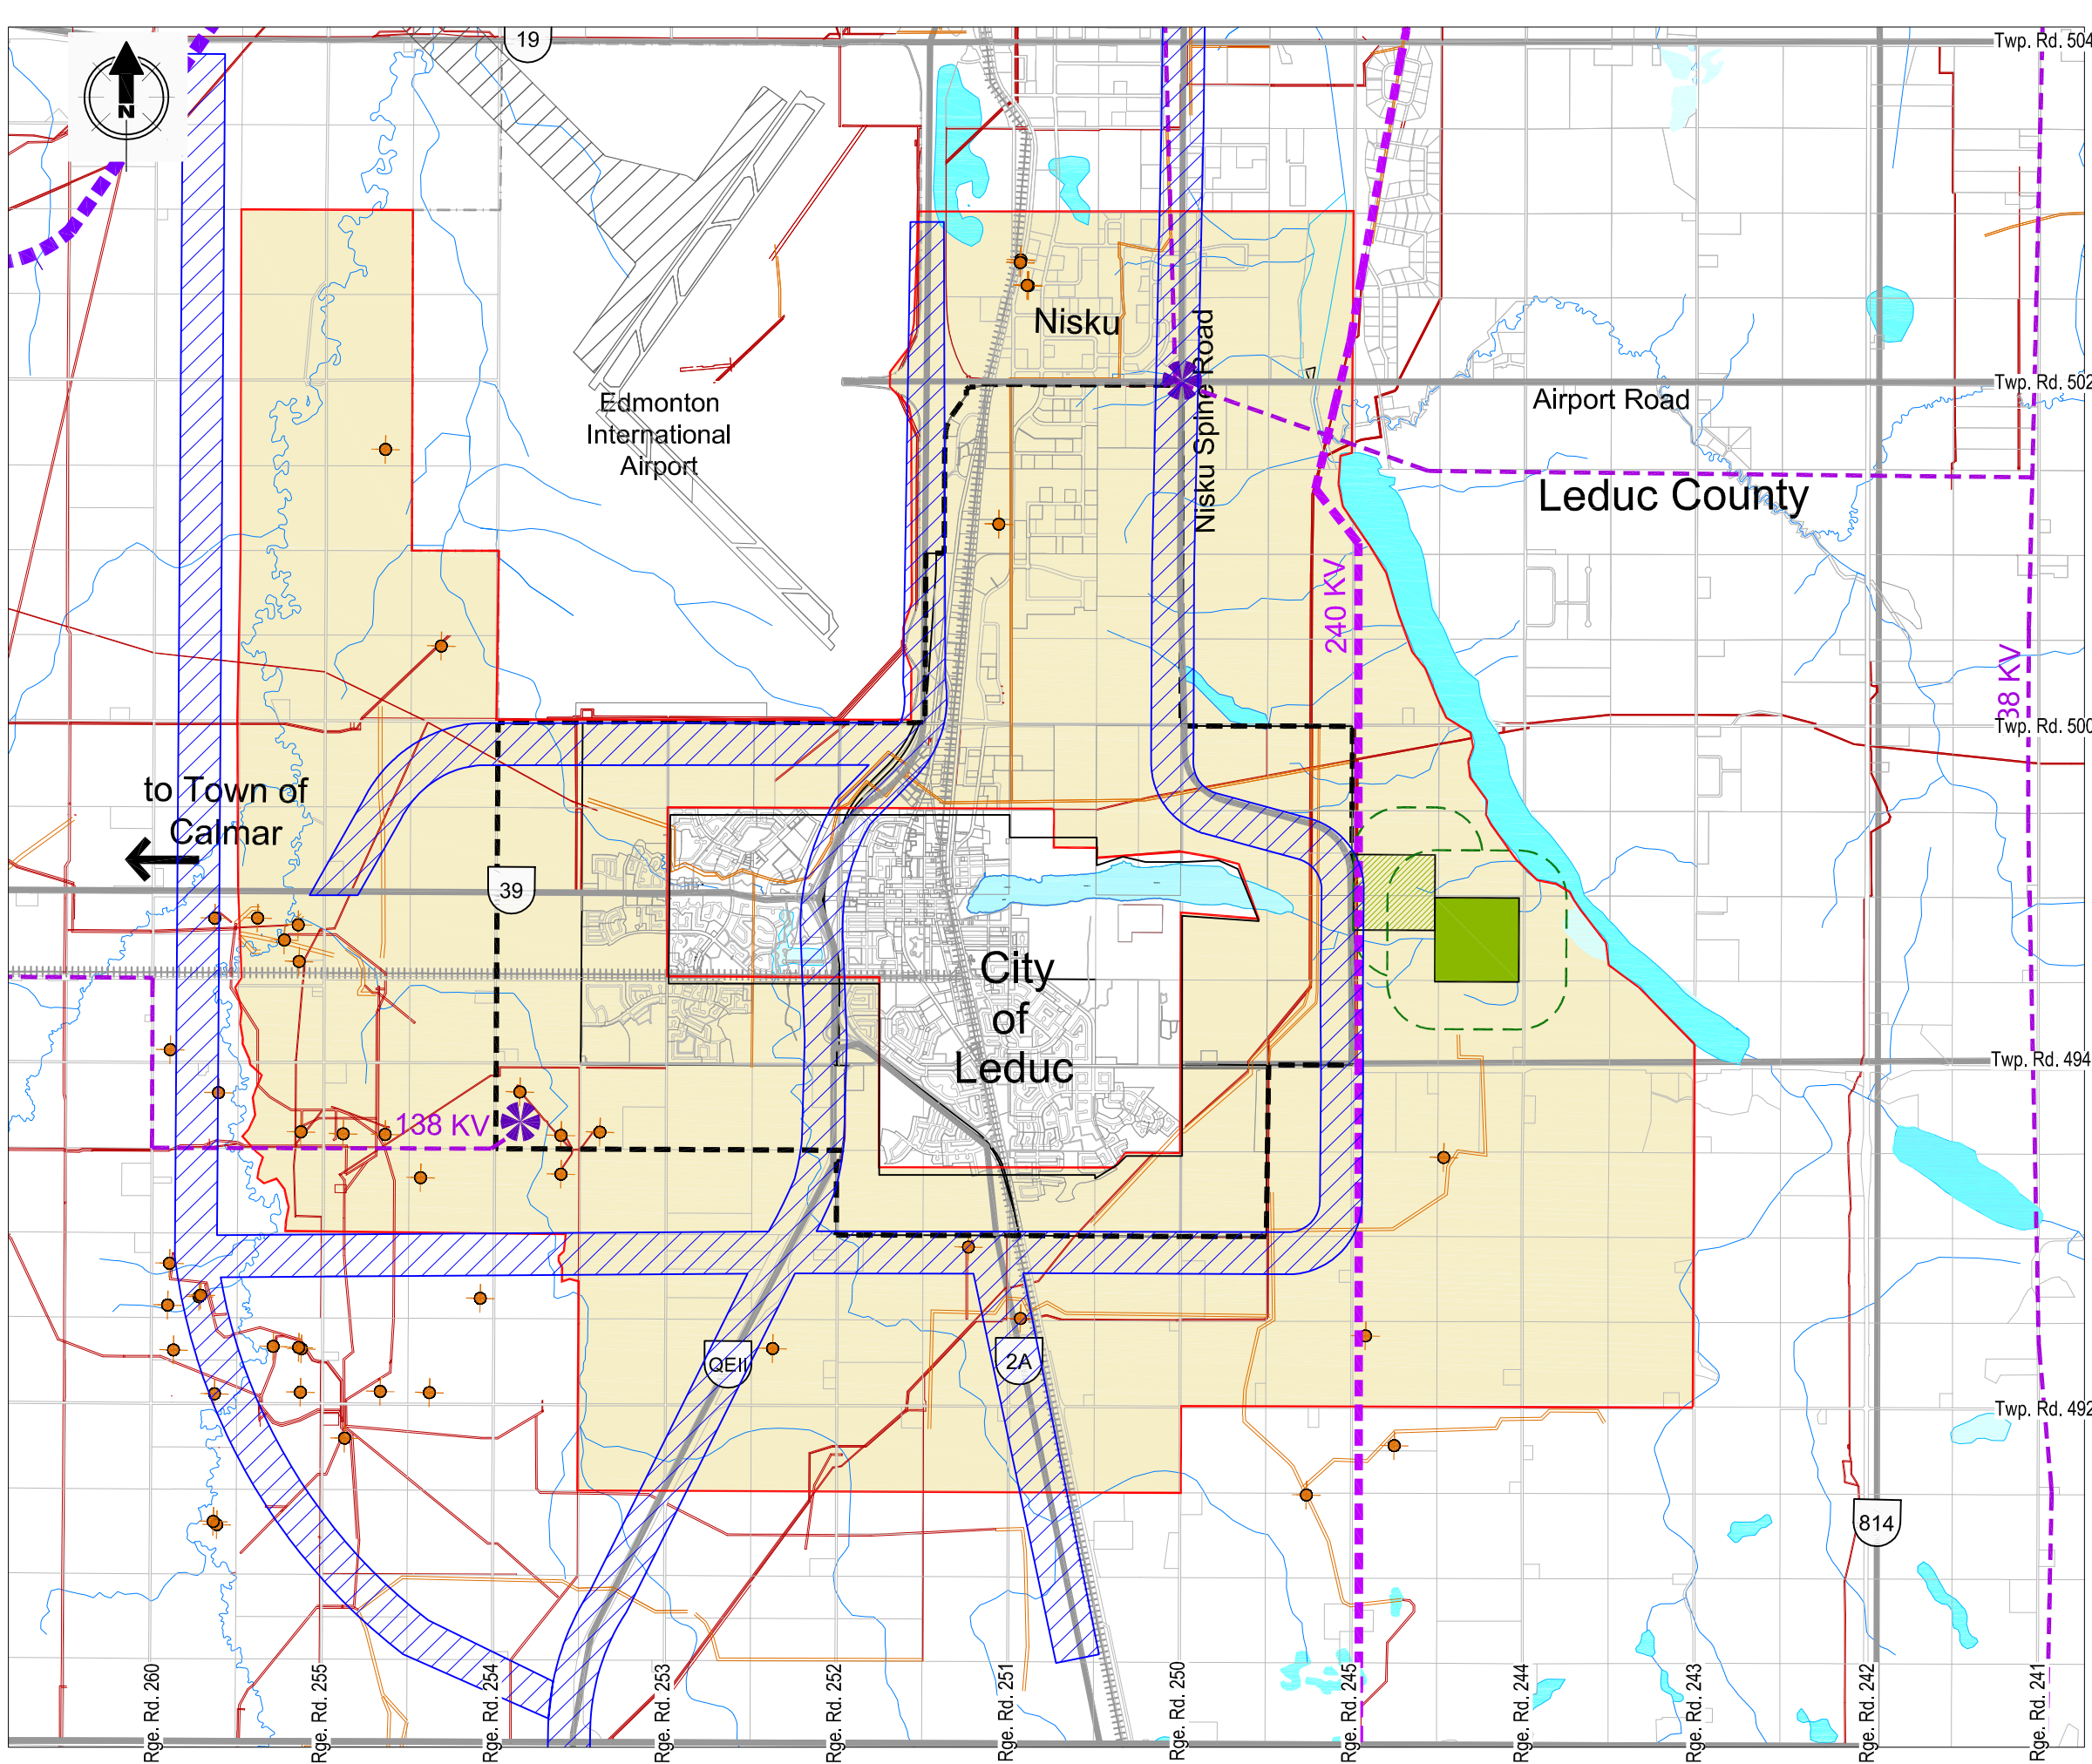 19
Twp. Rd. 504
N
Nisku
Nisku Spine Road
Twp. Rd. 502
Airport Road
Edmonton
International
Airport
Leduc County
240 KV
38 KV
Twp. Rd. 500
to Town of
Calmar
39
City
of
Leduc
Twp. Rd. 494
138 KV
QEII
2A
Twp. Rd. 492
814
Rge. Rd. 260
Rge. Rd. 255
Rge. Rd. 254
Rge. Rd. 253
Rge. Rd. 252
Rge. Rd. 251
Rge. Rd. 250
Rge. Rd. 245
Rge. Rd. 244
Rge. Rd. 243
Rge. Rd. 242
Rge. Rd. 241